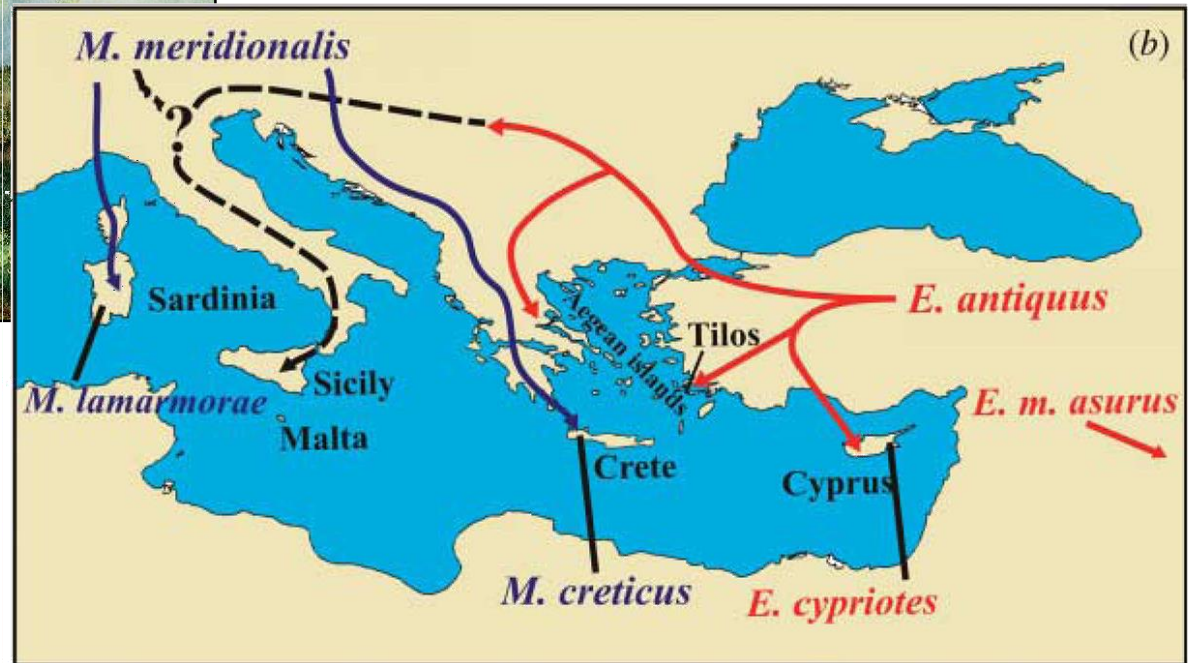 (b)
M. meridionalis
?
E. antiquus
Sardinia
Aegean islands
Tilos
Sicily
M. lamarmorae
E. m. asurus
Malta
Crete
Cyprus
M. creticus
E. cypriotes